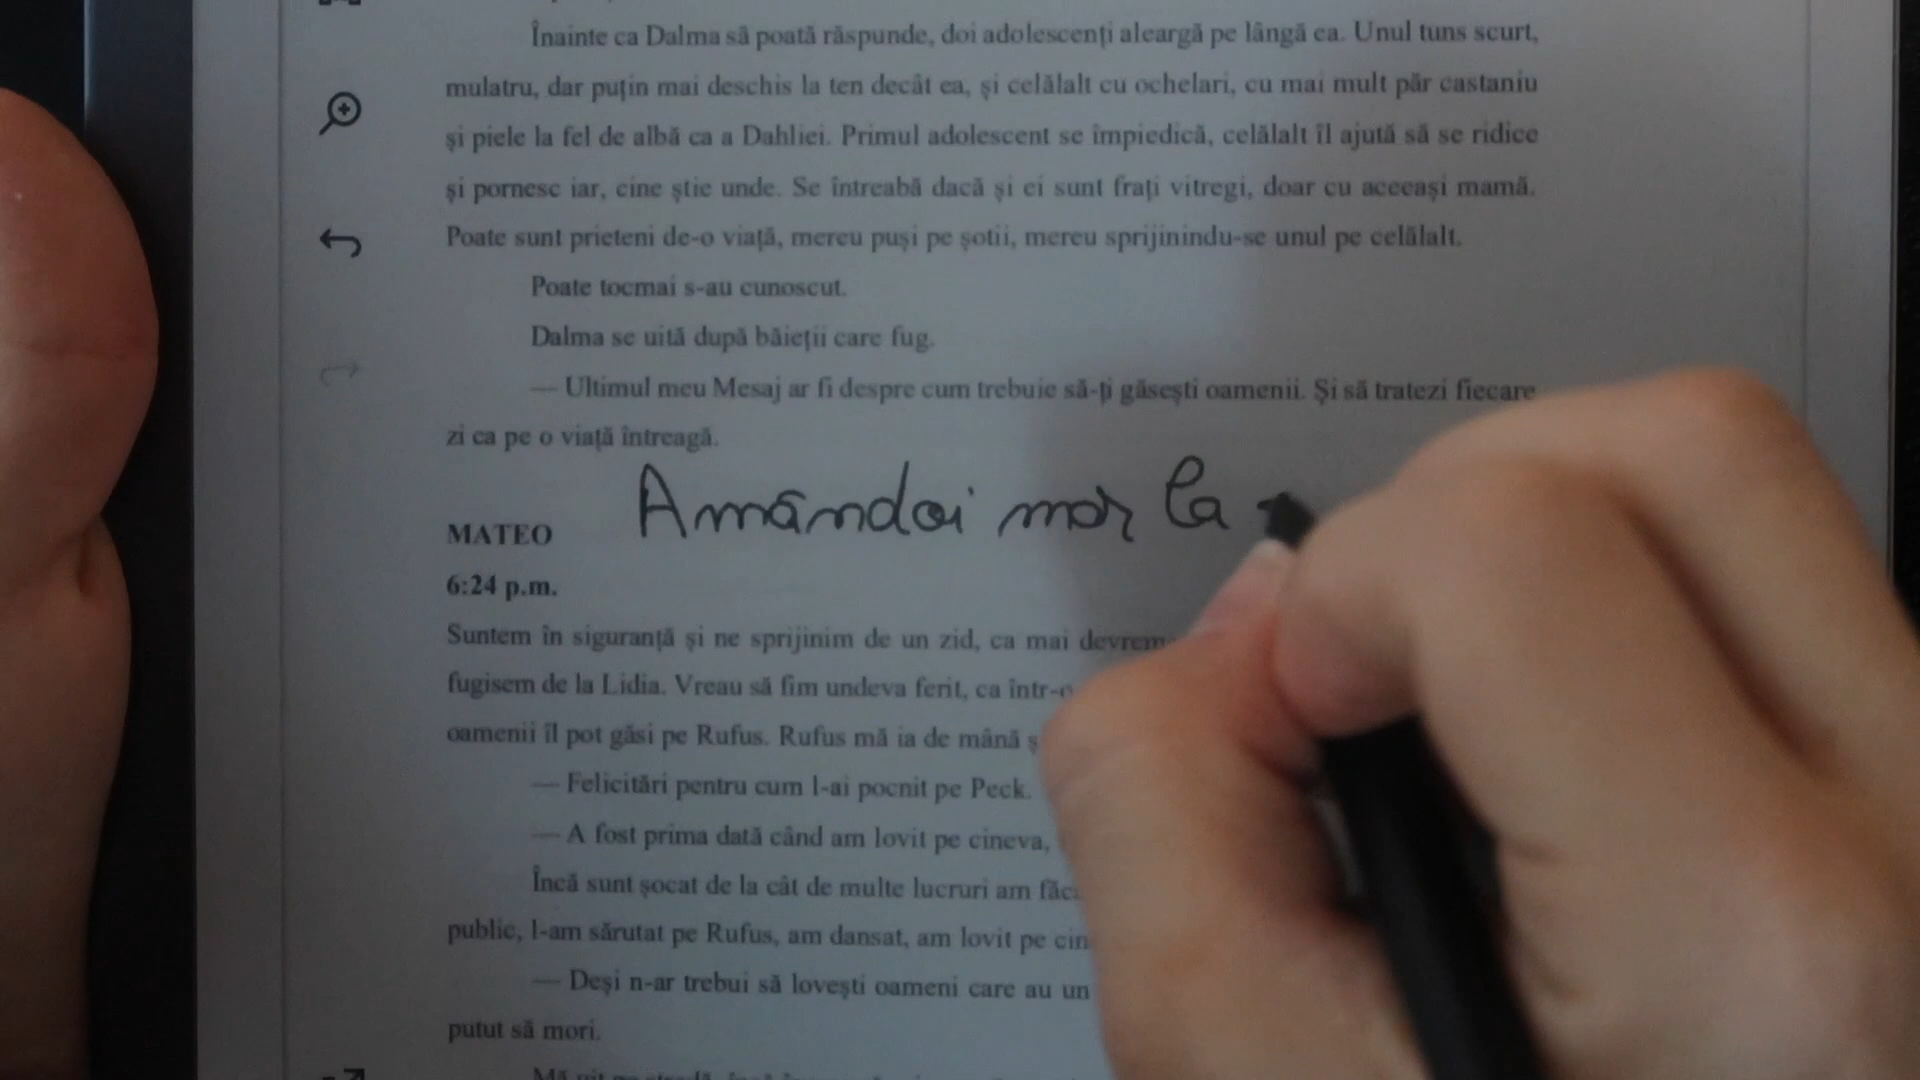 Înainte ca Dalma să poată răspunde, doi adolescenți aleargă pe lângă ea. Unul tuns scurt,
mulatru, dar puțin mai deschis la ten decât ea, și celălalt cu ochelari, cu mai mult păr castaniu
și piele la fel de albă ca a Dahliei. Primul adolescent se împiedică, celălalt îl ajută să se ridice
și pornesc iar, cine știe unde. Se întreabă dacă și ei sunt frați vitregi, doar cu aceeași mamă.
Poate sunt prieteni de-o viață, mereu puși pe șotii, mereu sprijinindu-se unul pe celălalt.
Poate tocmai s-au cunoscut.
Dalma se uită după băieții care fug.
— Ultimul meu Mesaj ar fi despre cum trebuie să-ți găsești oamenii. Și să tratezi fiecare
zi ca pe o viață întreagă.
Amândoi mor la
MATEO
6:24 p.m.
Suntem în siguranță și ne sprijinim de un zid, ca mai devreme
fugisem de la Lidia. Vreau să fim undeva ferit, ca într-o
oamenii îl pot găsi pe Rufus. Rufus mă ia de mână ș
— Felicitări pentru cum l-ai pocnit pe Peck.
— A fost prima dată când am lovit pe cineva,
Încă sunt șocat de la cât de multe lucruri am făc
public, l-am sărutat pe Rufus, am dansat, am lovit pe cin
— Deși n-ar trebui să lovești oameni care au un
putut să mori.